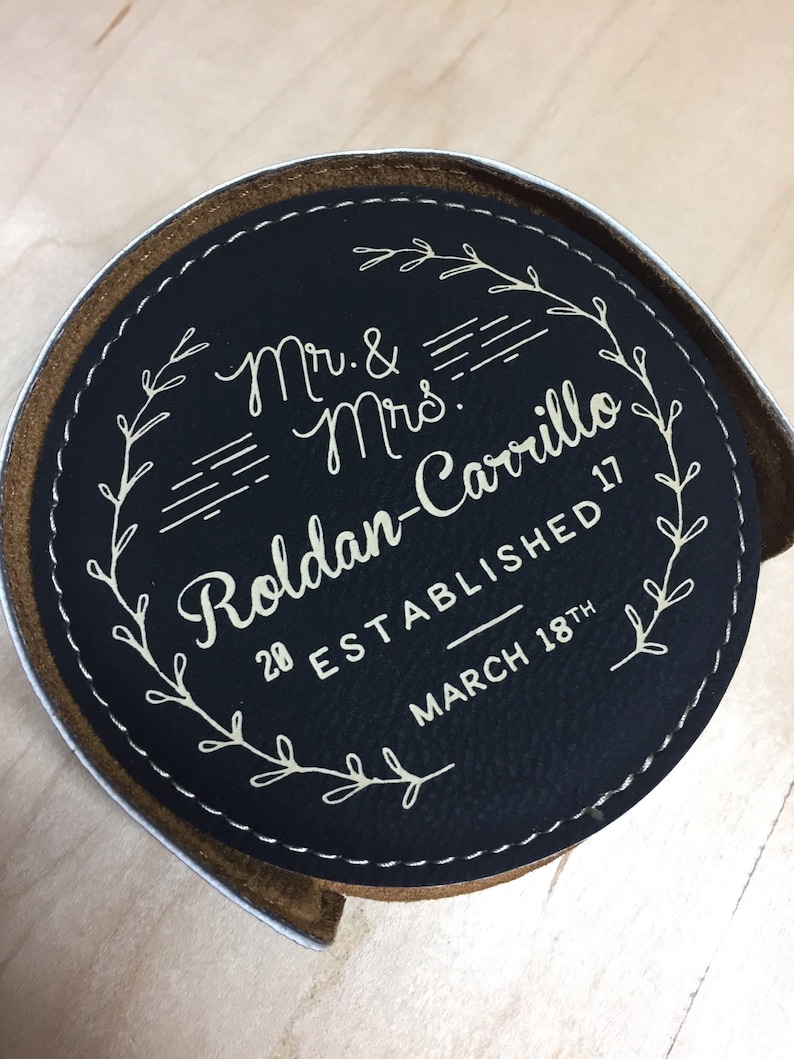 Mr. &
Mrs.
Roldan-Carrillo
20 ESTABLISHED 17
MARCH 18TH